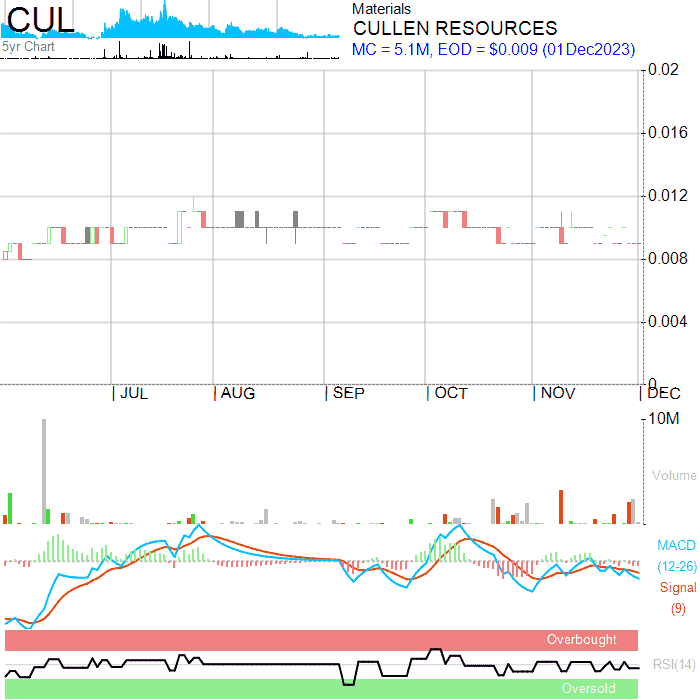 CUL
5yr Chart
Materials
CULLEN RESOURCES
MC = 5.1M, EOD = $0.009 (01Dec2023)
0.02
0.016
0.012
0.008
0.004
0
JUL
AUG
SEP
OCT
NOV
DEC
10M
Volume
MACD
(12-26)
Signal
(9)
Overbought
RSI(14)
Oversold